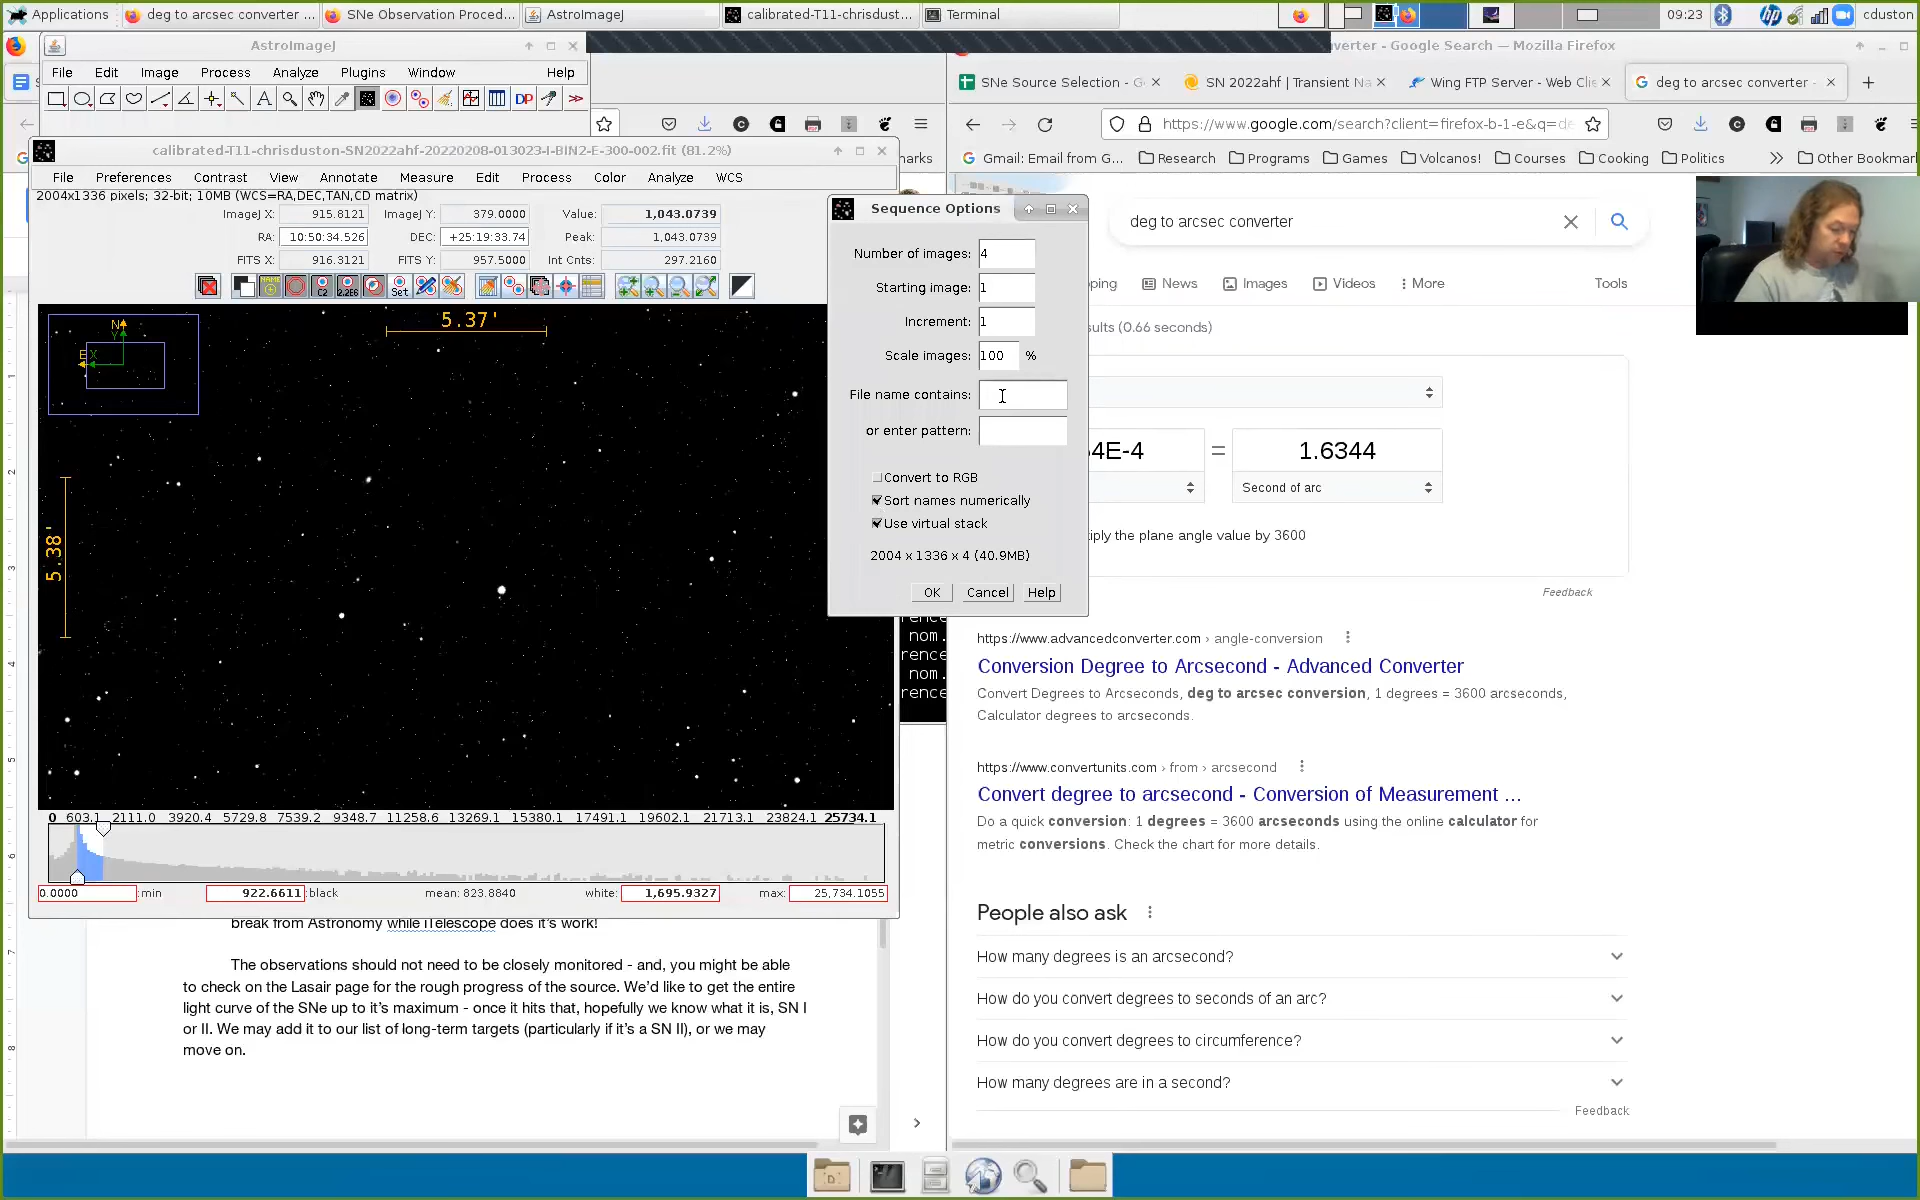 Applications
deg to arcsec converter ...
SNe Observation Proced...
AstroImageJ
calibrated-T11-chrisdust...
Terminal
09:23
cduston
AstroImageJ
File Edit Image Process Analyze Plugins Window Help
DP
calibrated-T11-chrisduston-SN2022ahf-20220208-013023-I-BIN2-E-300-002.fit (81.2%)
File Preferences Contrast View Annotate Measure Edit Process Color Analyze WCS
2004x1336 pixels; 32-bit; 10MB (WCS=RA,DEC,TAN,CD matrix)
ImageJ X: 915.8121 ImageJ Y: 379.0000 Value: 1,043.0739
RA: 10:50:34.526 DEC: +25:19:33.74 Peak: 1,043.0739
FITS X: 916.3121 FITS Y: 957.5000 Int Cnts: 297.2160
C2 2.2E6 Set
N
Y
E X
5.37'
5.38'
0 603.1 2111.0 3920.4 5729.8 7539.2 9348.7 11258.6 13269.1 15380.1 17491.1 19602.1 21713.1 23824.1 25734.1
0.0000 :min 922.6611 :black mean: 823.8840 white: 1,695.9327 max: 25,734.1055
Sequence Options
Number of images: 4
Starting image: 1
Increment: 1
Scale images: 100 %
File name contains:
or enter pattern:
Convert to RGB
Sort names numerically
Use virtual stack
2004 x 1336 x 4 (40.9MB)
OK Cancel Help
nom.
rence
nom.
rence
break from Astronomy while iTelescope does it's work!
The observations should not need to be closely monitored - and, you might be able
to check on the Lasair page for the rough progress of the source. We'd like to get the entire
light curve of the SNe up to it's maximum - once it hits that, hopefully we know what it is, SN I
or II. We may add it to our list of long-term targets (particularly if it's a SN II), or we may
move on.
1
2
3
4
5
6
7
8
onverter - Google Search — Mozilla Firefox
SNe Source Selection - G
SN 2022ahf | Transient Na
Wing FTP Server - Web Clie
deg to arcsec converter -
https://www.google.com/search?client=firefox-b-1-e&q=de
marks
Gmail: Email from G... Research Programs Games Volcanos! Courses Cooking Politics Other Bookmar
deg to arcsec converter
pping News Images Videos More Tools
sults (0.66 seconds)
4E-4 = 1.6344
Second of arc
iply the plane angle value by 3600
Feedback
https://www.advancedconverter.com › angle-conversion
Conversion Degree to Arcsecond - Advanced Converter
Convert Degrees to Arcseconds, deg to arcsec conversion, 1 degrees = 3600 arcseconds,
Calculator degrees to arcseconds.
https://www.convertunits.com › from › arcsecond
Convert degree to arcsecond - Conversion of Measurement ...
Do a quick conversion: 1 degrees = 3600 arcseconds using the online calculator for
metric conversions. Check the chart for more details.
People also ask
How many degrees is an arcsecond?
How do you convert degrees to seconds of an arc?
How do you convert degrees to circumference?
How many degrees are in a second?
Feedback